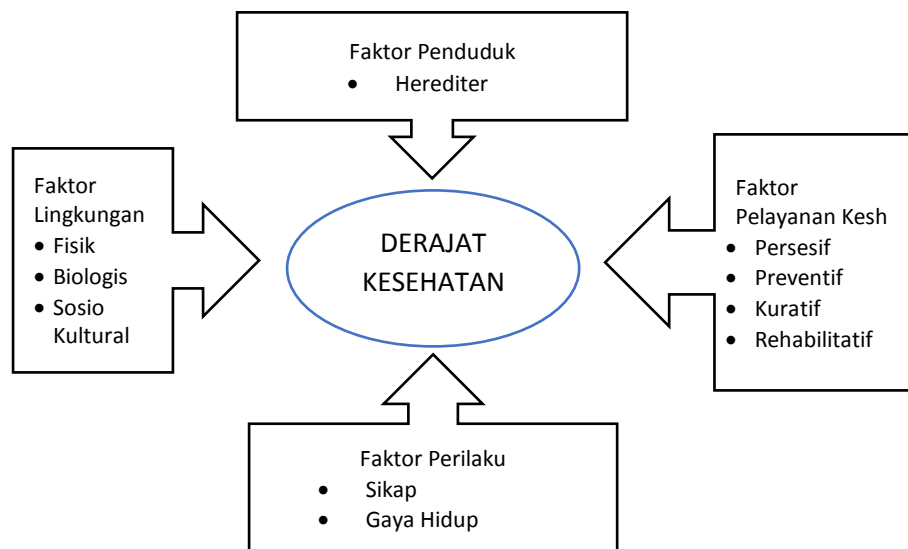 Faktor Penduduk
• Herediter
Faktor
Lingkungan
• Fisik
• Biologis
• Sosio
Kultural
DERAJAT
KESEHATAN
Faktor
Pelayanan Kesh
• Persesif
• Preventif
• Kuratif
• Rehabilitatif
Faktor Perilaku
• Sikap
• Gaya Hidup